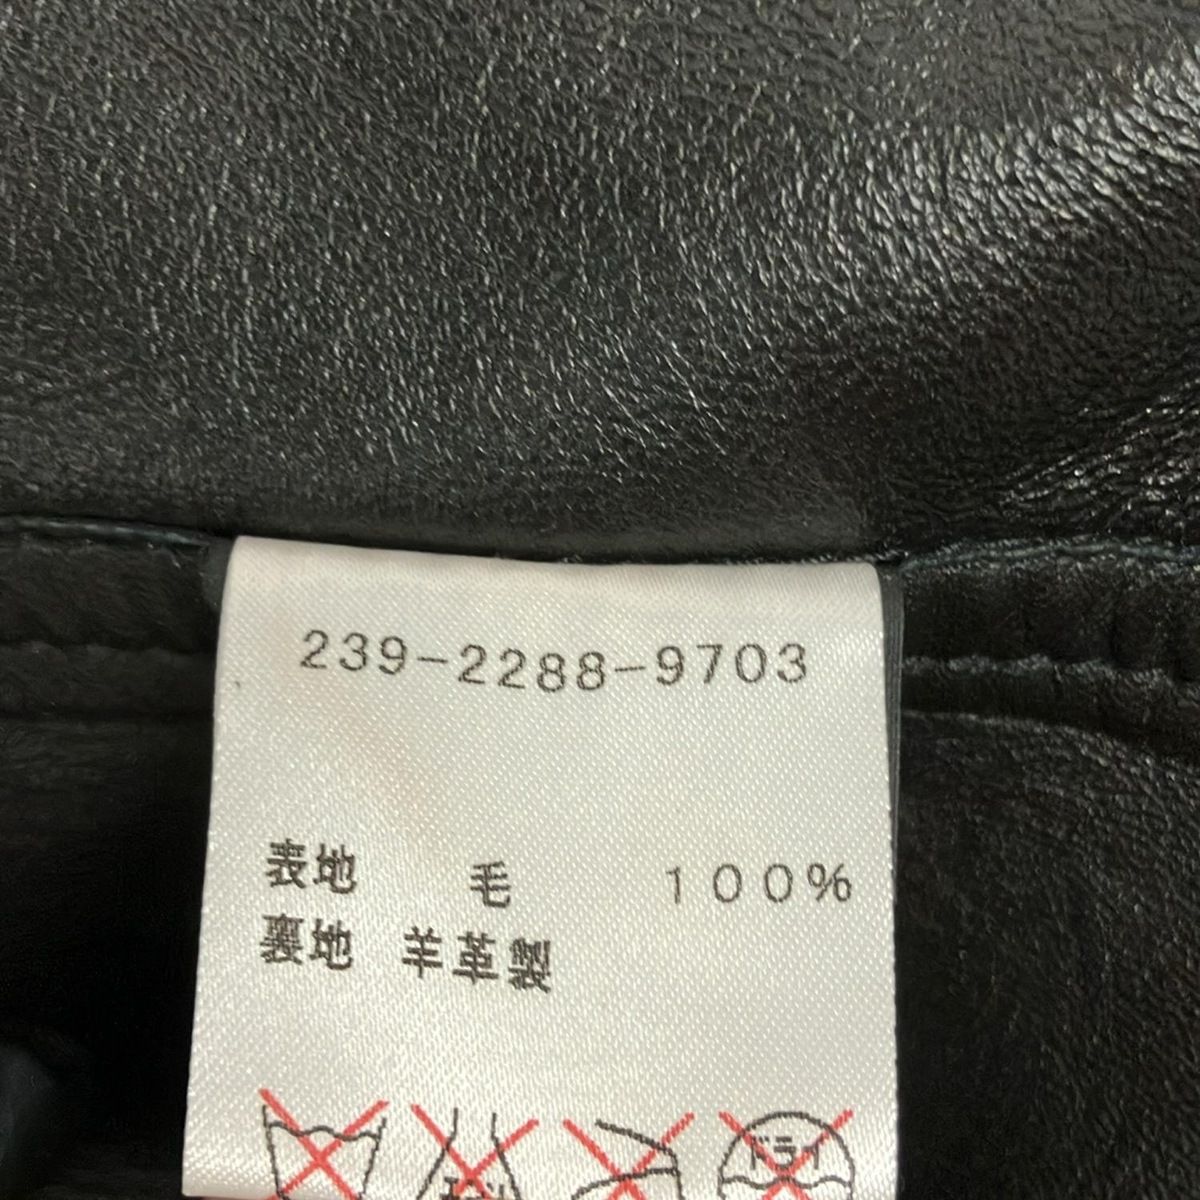 239-2288-9703
表地 毛 100%
裏地 羊革製
ドライ